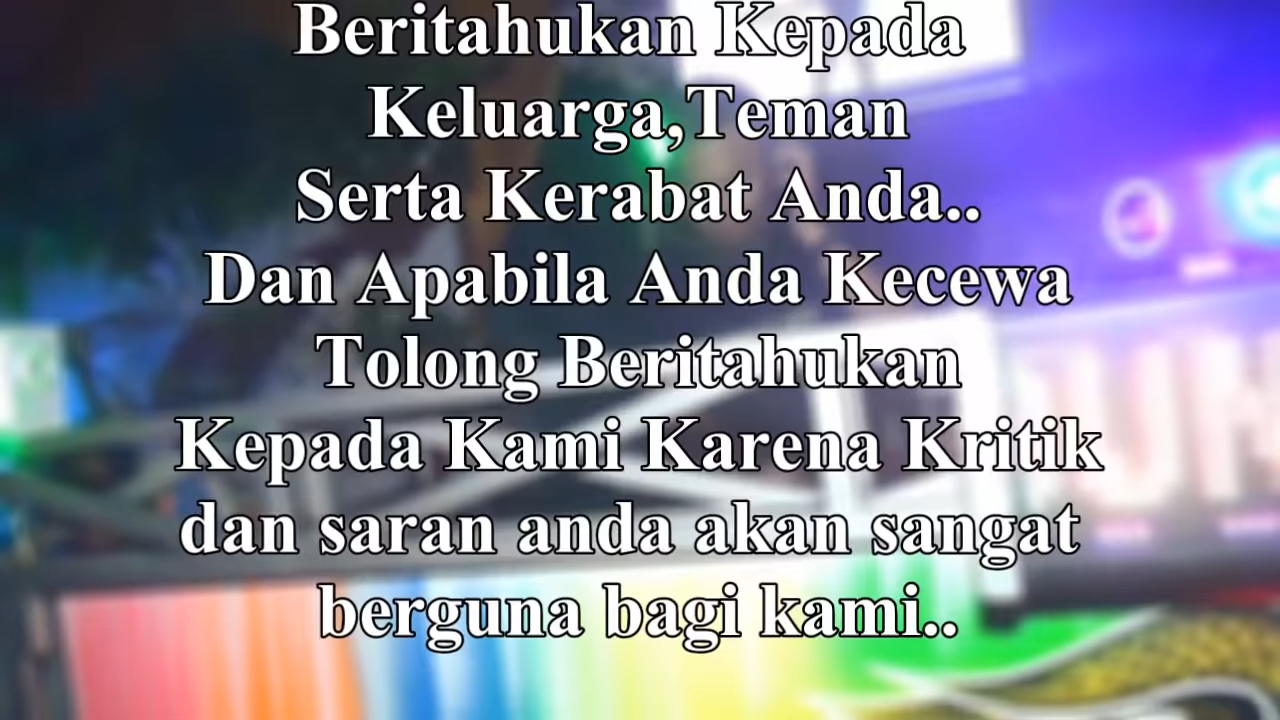 Beritahukan Kepada
Keluarga,Teman
Serta Kerabat Anda..
Dan Apabila Anda Kecewa
Tolong Beritahukan
Kepada Kami Karena Kritik
dan saran anda akan sangat
berguna bagi kami..